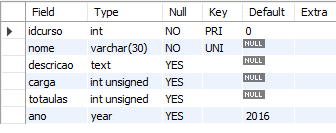 Field Type Null Key Default Extra
idcurso int NO PRI 0
nome varchar(30) NO UNI NULL
descricao text YES NULL
carga int unsigned YES NULL
totaulas int unsigned YES NULL
ano year YES 2016